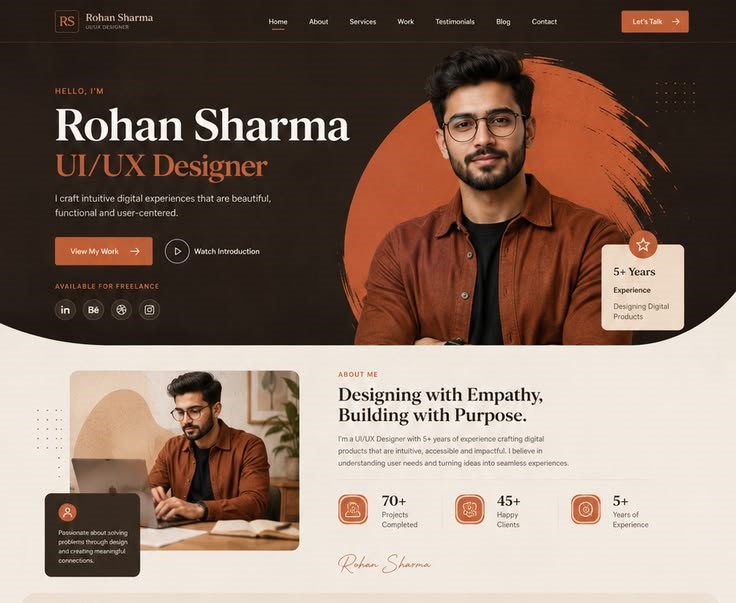 RS
Rohan Sharma
UI/UX DESIGNER
Home
About
Services
Work
Testimonials
Blog
Contact
Let's Talk
HELLO, I'M
Rohan Sharma
UI/UX Designer
I craft intuitive digital experiences that are beautiful,
functional and user-centered.
View My Work
Watch Introduction
AVAILABLE FOR FREELANCE
in
Bē
5+ Years
Experience
Designing Digital
Products
ABOUT ME
Designing with Empathy,
Building with Purpose.
I'm a UI/UX Designer with 5+ years of experience crafting digital
products that are intuitive, accessible and impactful. I believe in
understanding user needs and turning ideas into seamless experiences.
Passionate about solving
problems through design
and creating meaningful
connections.
70+
Projects
Completed
45+
Happy
Clients
5+
Years of
Experience
Rohan Sharma